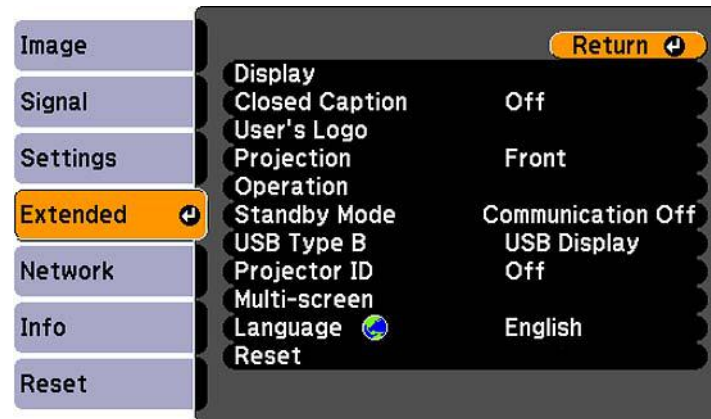 Image
Signal
Settings
Extended
Network
Info
Reset
Return
Display
Closed Caption Off
User's Logo
Projection Front
Operation
Standby Mode Communication Off
USB Type B USB Display
Projector ID Off
Multi-screen
Language English
Reset